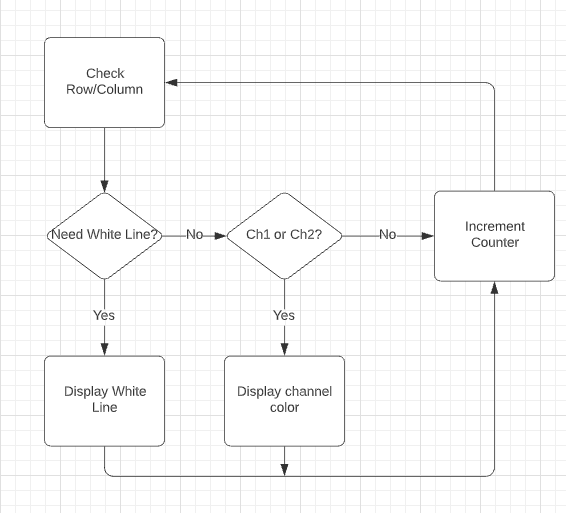 Check
Row/Column
Need White Line?
No
Ch1 or Ch2?
No
Increment
Counter
Yes
Yes
Display White
Line
Display channel
color